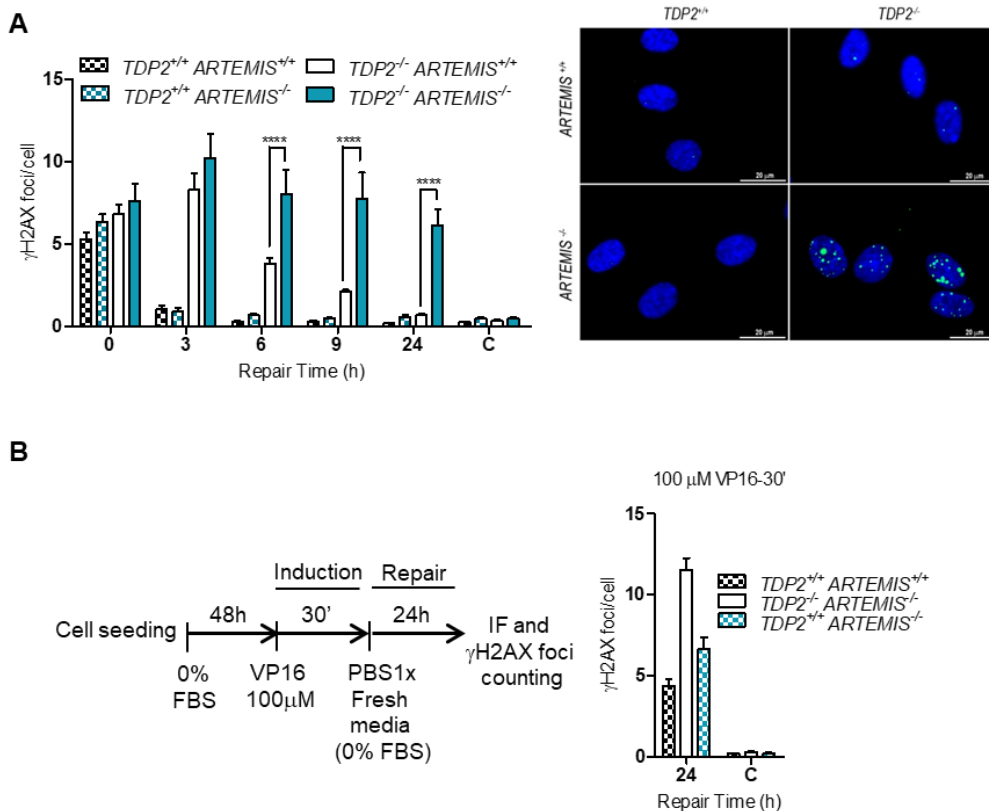 A
TDP2+/+ ARTEMIS+/+
TDP2-/- ARTEMIS+/+
TDP2+/+ ARTEMIS-/-
TDP2-/- ARTEMIS-/-
15
10
5
0
γH2AX foci/cell
****
****
****
0 3 6 9 24 C
Repair Time (h)
TDP2+/+
TDP2-/-
ARTEMIS+/+
ARTEMIS-/-
20 μm
20 μm
20 μm
20 μm
B
Induction
Repair
48h
30'
24h
Cell seeding
0%
FBS
VP16
100μM
PBS1x
Fresh
media
(0% FBS)
IF and
γH2AX foci
counting
100 μM VP16-30'
15
10
5
0
γH2AX foci/cell
TDP2+/+ ARTEMIS+/+
TDP2-/- ARTEMIS-/-
TDP2+/+ ARTEMIS-/-
24 C
Repair Time (h)